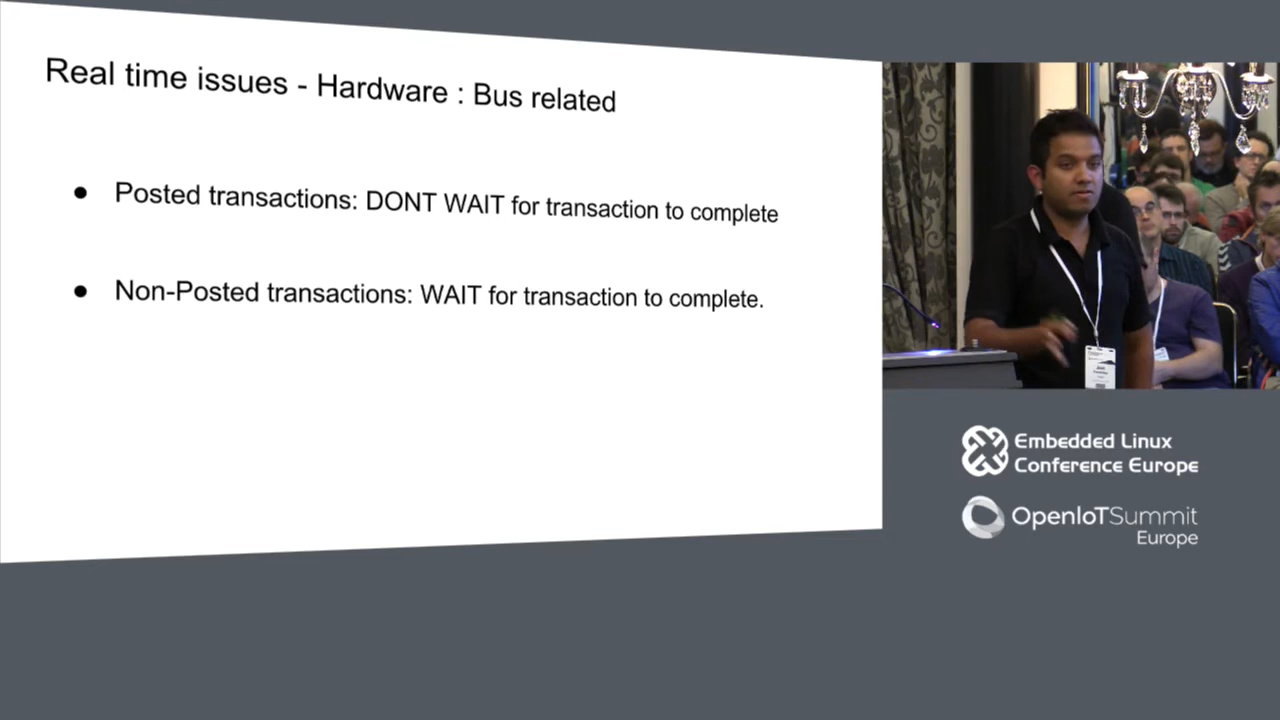 Real time issues - Hardware : Bus related
● Posted transactions: DONT WAIT for transaction to complete
● Non-Posted transactions: WAIT for transaction to complete.
Embedded Linux
Conference Europe
OpenIoTSummit
Europe